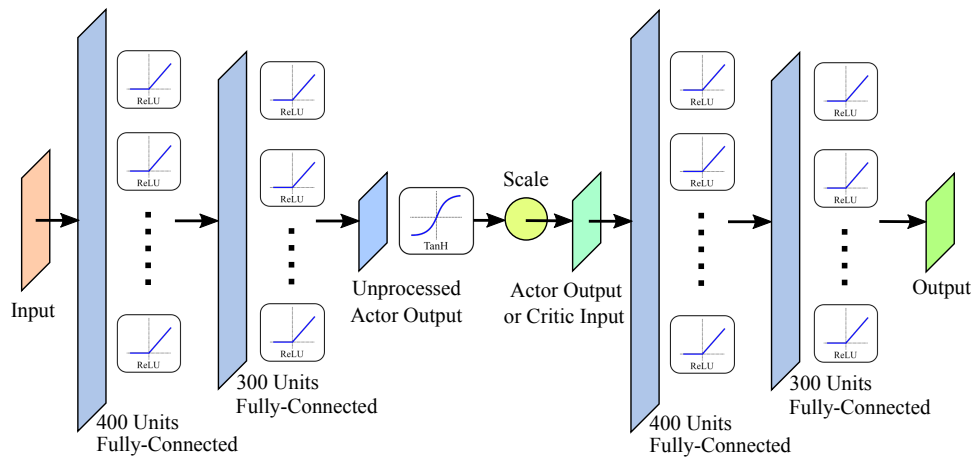 Input
ReLU
ReLU
ReLU
400 Units
Fully-Connected
ReLU
ReLU
ReLU
300 Units
Fully-Connected
Unprocessed
Actor Output
TanH
Scale
Actor Output
or Critic Input
ReLU
ReLU
ReLU
400 Units
Fully-Connected
ReLU
ReLU
ReLU
300 Units
Fully-Connected
Output